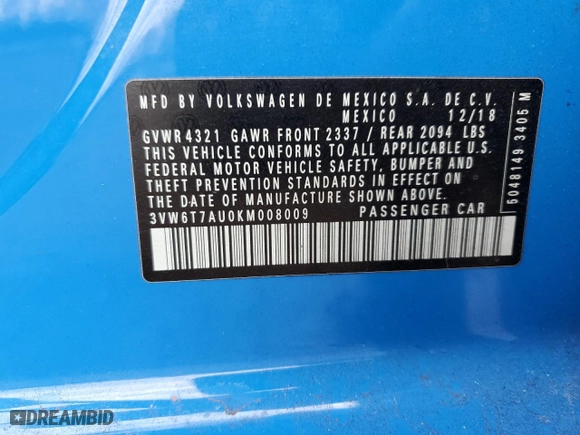 MFD BY VOLKSWAGEN DE MEXICO S.A. DE C.V.
MEXICO 12/18
GVWR 4321 GAWR FRONT 2337 / REAR 2094 LBS
THIS VEHICLE CONFORMS TO ALL APPLICABLE U.S.
FEDERAL MOTOR VEHICLE SAFETY, BUMPER AND
THEFT PREVENTION STANDARDS IN EFFECT ON
THE DATE OF MANUFACTURE SHOWN ABOVE.
3VW6T7AU0KM008009 PASSENGER CAR
5048149 3405 M
DREAMBID